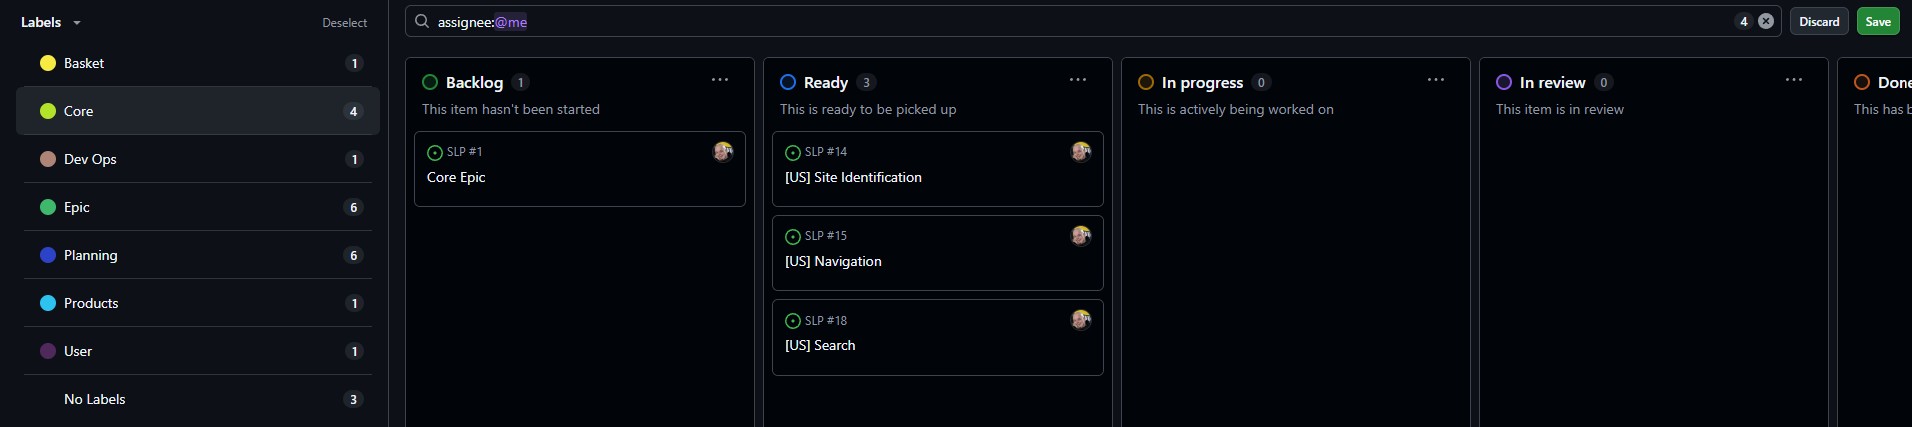 Labels
Deselect
Basket 1
Core 4
Dev Ops 1
Epic 6
Planning 6
Products 1
User 1
No Labels 3
assignee:@me
4
Discard
Save
Backlog 1
This item hasn't been started
SLP #1
Core Epic
Ready 3
This is ready to be picked up
SLP #14
[US] Site Identification
SLP #15
[US] Navigation
SLP #18
[US] Search
In progress 0
This is actively being worked on
In review 0
This item is in review
Done
This has b